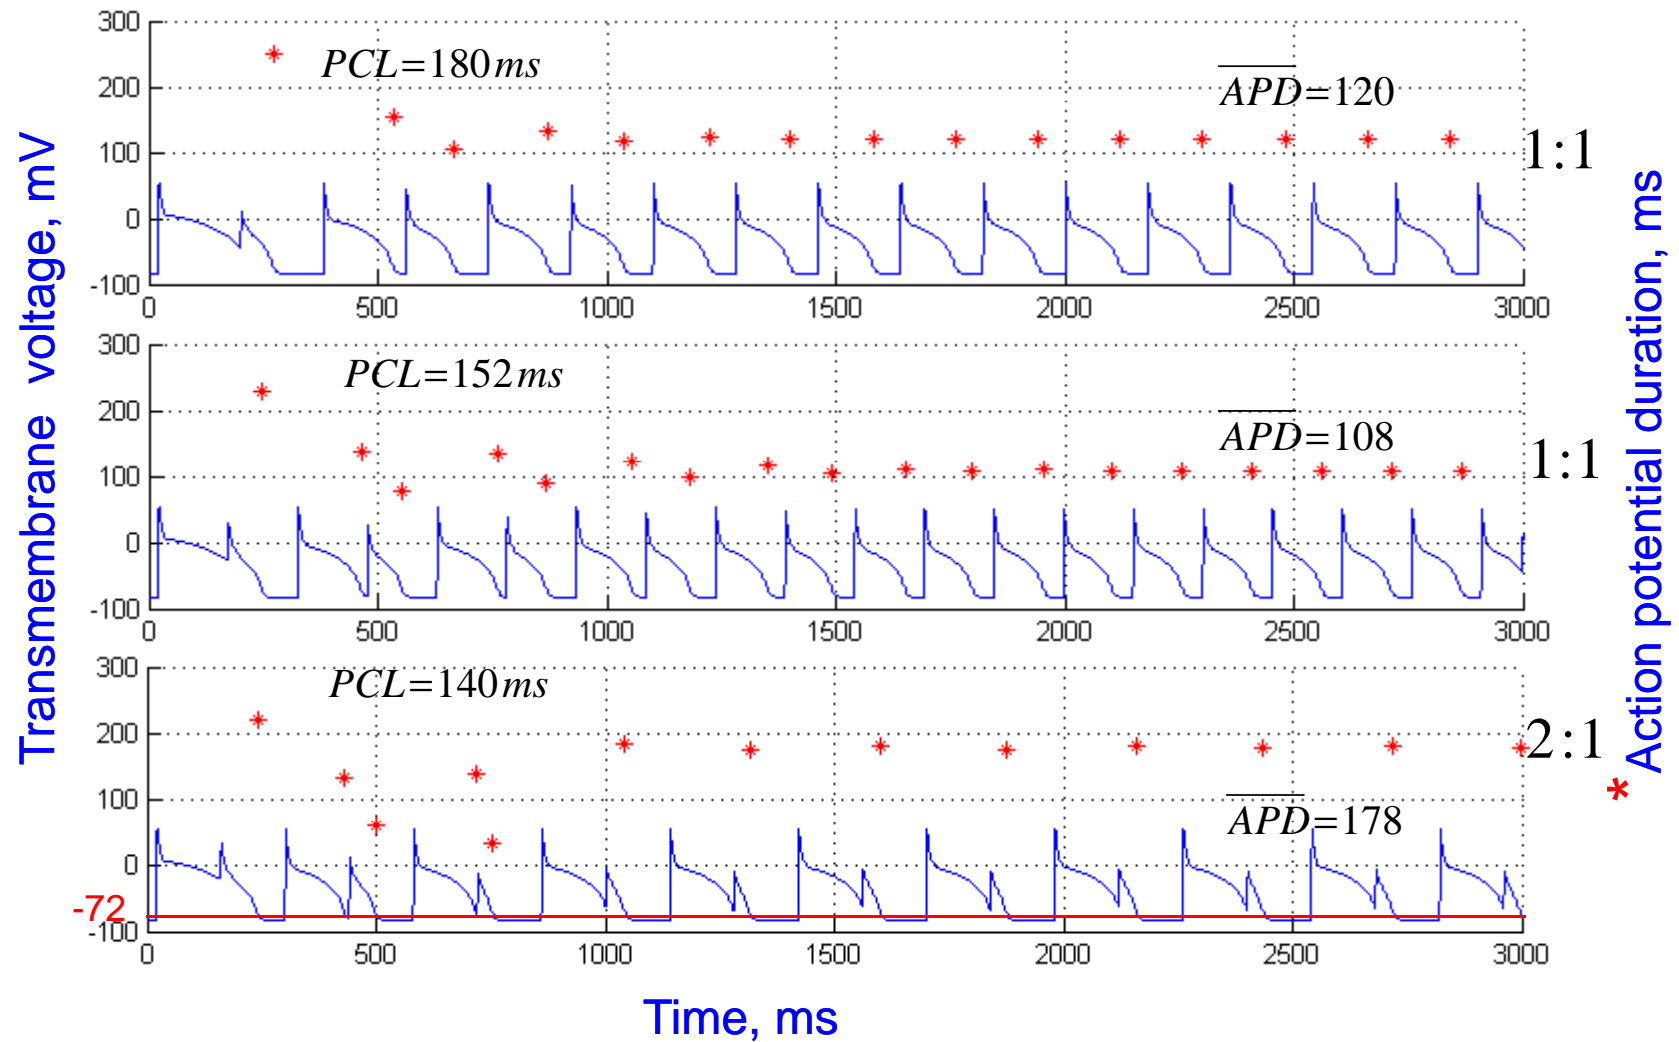 Transmembrane voltage, mV
300
200
100
0
-100
PCL=180ms
APD=120
1:1
0 500 1000 1500 2000 2500 3000
300
200
100
0
-100
PCL=152ms
APD=108
1:1
0 500 1000 1500 2000 2500 3000
300
200
100
0
-72
-100
PCL=140ms
2:1
APD=178
0 500 1000 1500 2000 2500 3000
Time, ms
* Action potential duration, ms